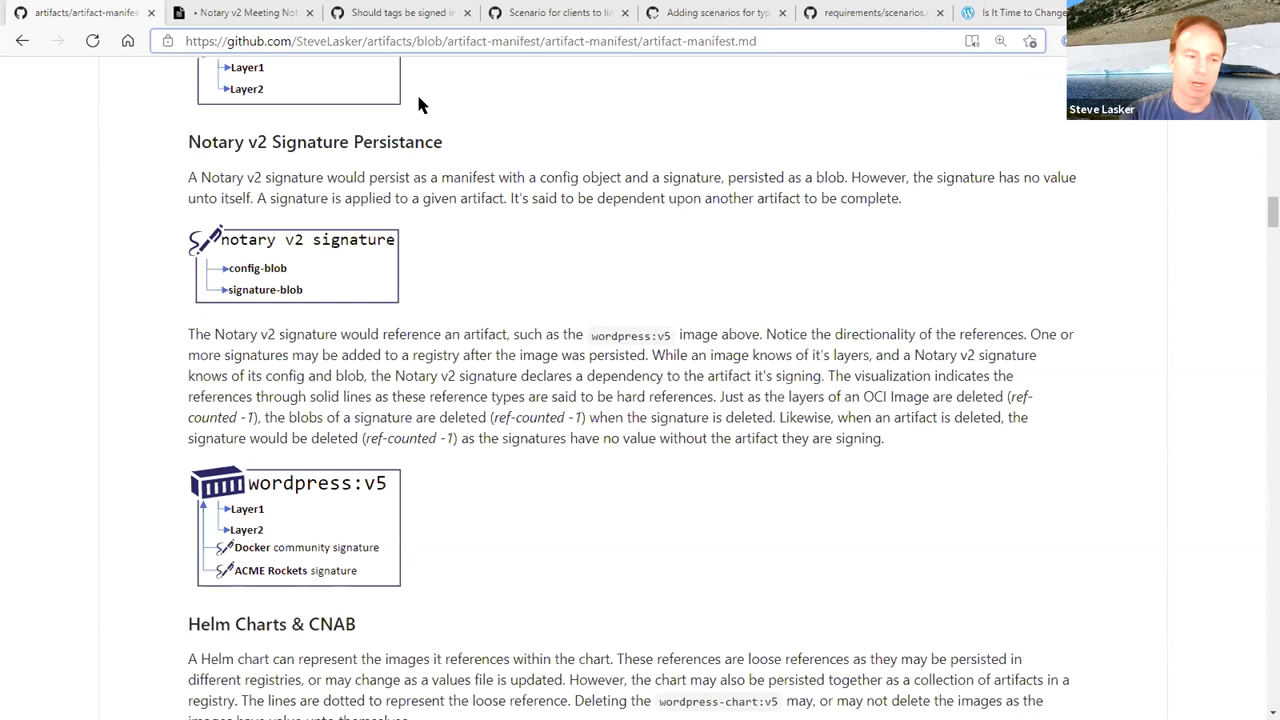 artifacts/artifact-manifes
• Notary v2 Meeting Not
Should tags be signed in
Scenario for clients to lin
Adding scenarios for typ
requirements/scenarios.
Is It Time to Change
https://github.com/SteveLasker/artifacts/blob/artifact-manifest/artifact-manifest/artifact-manifest.md
Steve Lasker
Layer1
Layer2
Notary v2 Signature Persistance
A Notary v2 signature would persist as a manifest with a config object and a signature, persisted as a blob. However, the signature has no value
unto itself. A signature is applied to a given artifact. It's said to be dependent upon another artifact to be complete.
notary v2 signature
config-blob
signature-blob
The Notary v2 signature would reference an artifact, such as the wordpress:v5 image above. Notice the directionality of the references. One or
more signatures may be added to a registry after the image was persisted. While an image knows of it's layers, and a Notary v2 signature
knows of its config and blob, the Notary v2 signature declares a dependency to the artifact it's signing. The visualization indicates the
references through solid lines as these reference types are said to be hard references. Just as the layers of an OCI Image are deleted (ref-
counted -1), the blobs of a signature are deleted (ref-counted -1) when the signature is deleted. Likewise, when an artifact is deleted, the
signature would be deleted (ref-counted -1) as the signatures have no value without the artifact they are signing.
wordpress:v5
Layer1
Layer2
Docker community signature
ACME Rockets signature
Helm Charts & CNAB
A Helm chart can represent the images it references within the chart. These references are loose references as they may be persisted in
different registries, or may change as a values file is updated. However, the chart may also be persisted together as a collection of artifacts in a
registry. The lines are dotted to represent the loose reference. Deleting the wordpress-chart:v5 may, or may not delete the images as the
images have value unto themselves.